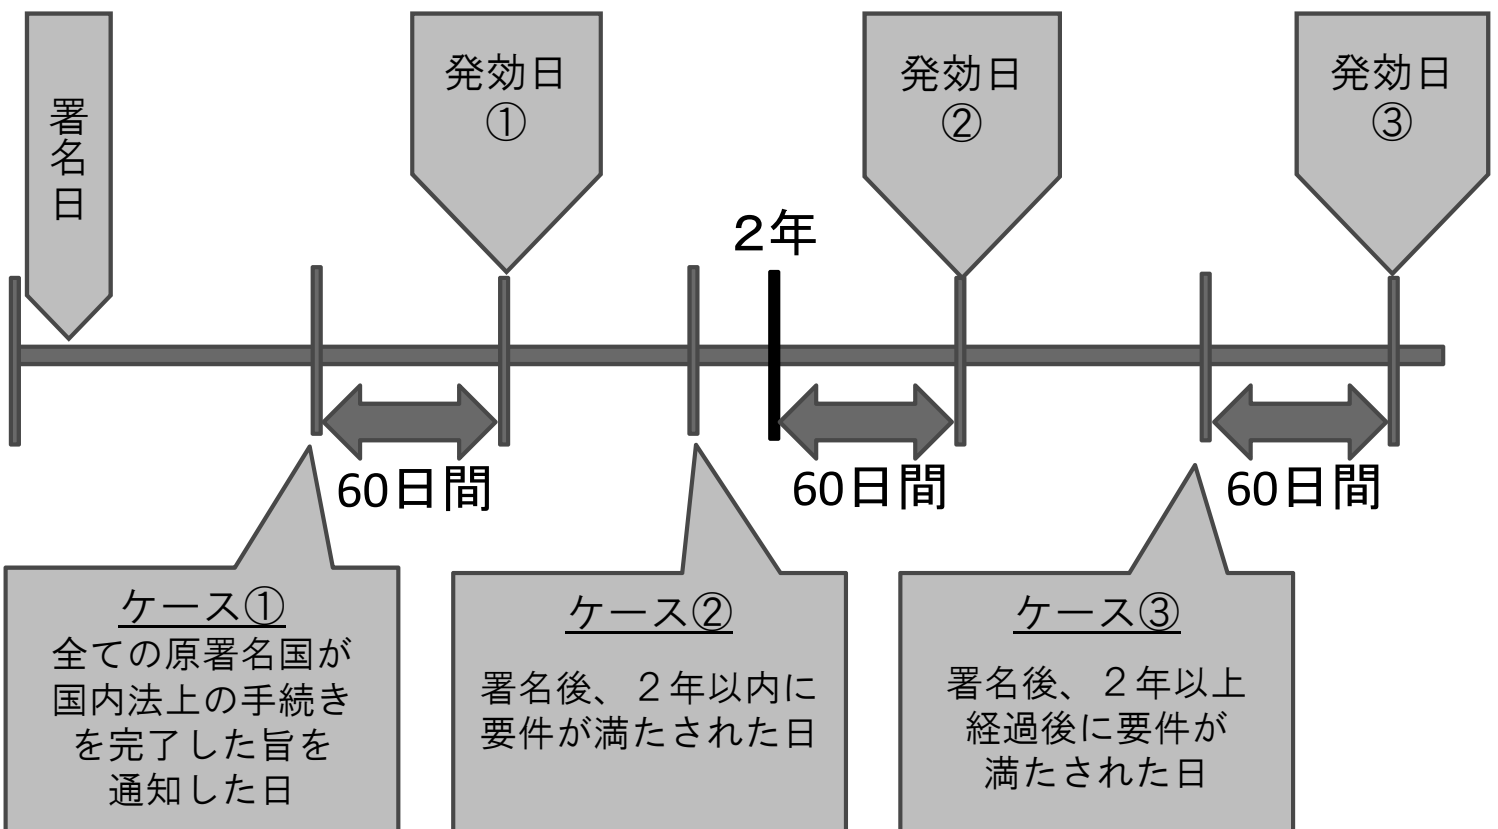 署名日
発効日
①
発効日
②
発効日
③
２年
60日間
60日間
60日間
ケース①
全ての原署名国が
国内法上の手続き
を完了した旨を
通知した日
ケース②
署名後、２年以内に
要件が満たされた日
ケース③
署名後、２年以上
経過後に要件が
満たされた日